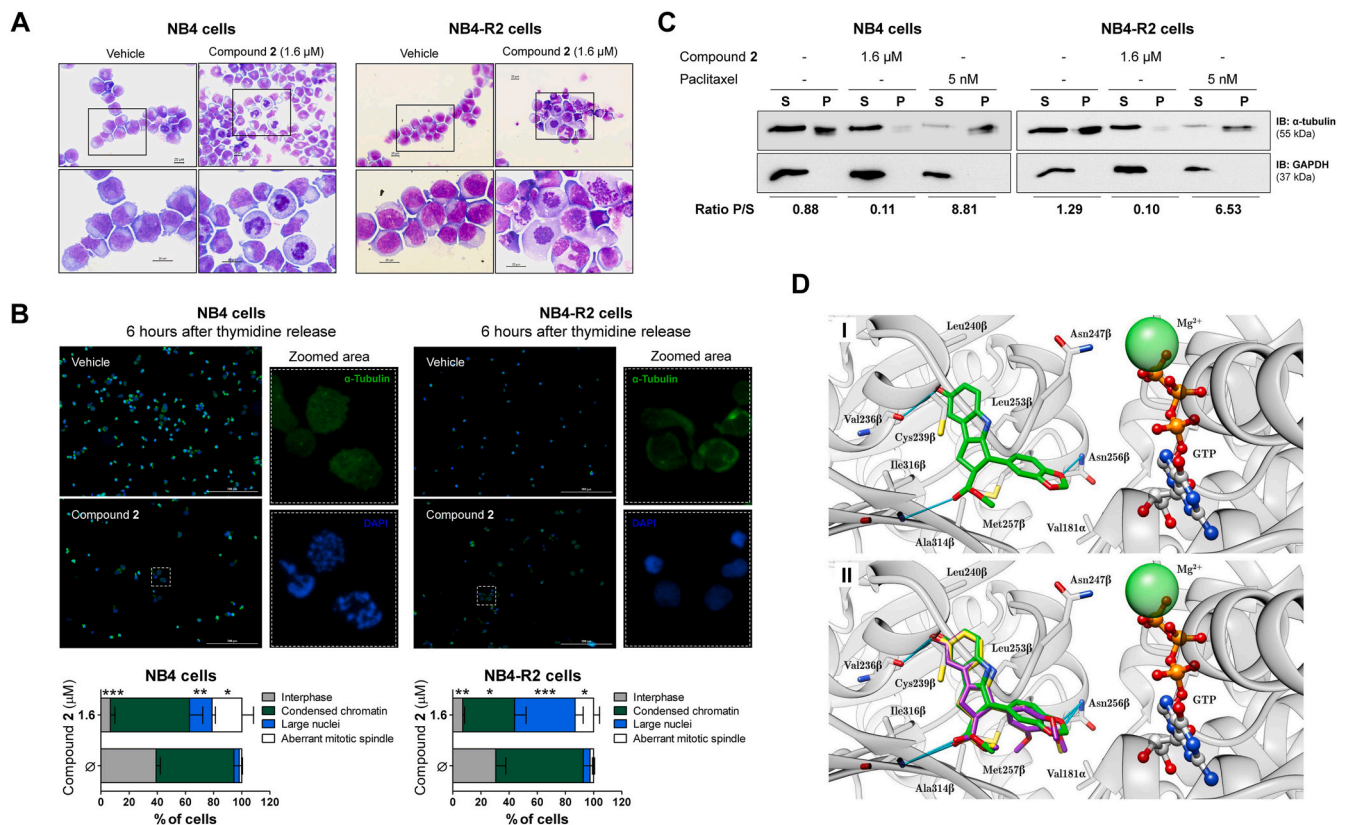 A
NB4 cells
NB4-R2 cells
Vehicle
Compound 2 (1.6 µM)
Vehicle
Compound 2 (1.6 µM)
B
NB4 cells
6 hours after thymidine release
NB4-R2 cells
6 hours after thymidine release
Vehicle
Zoomed area
α-Tubulin
Vehicle
Zoomed area
α-Tubulin
Compound 2
DAPI
Compound 2
DAPI
NB4 cells
Compound 2 (µM)
1.6
∅
*** ** *
Interphase
Condensed chromatin
Large nuclei
Aberrant mitotic spindle
0 20 40 60 80 100 120
% of cells
NB4-R2 cells
Compound 2 (µM)
1.6
∅
** * *** *
Interphase
Condensed chromatin
Large nuclei
Aberrant mitotic spindle
0 20 40 60 80 100 120
% of cells
C
NB4 cells
NB4-R2 cells
Compound 2 - 1.6 µM - - 1.6 µM -
Paclitaxel - - 5 nM - - 5 nM
S P S P S P S P S P S P
IB: α-tubulin
(55 kDa)
IB: GAPDH
(37 kDa)
Ratio P/S 0.88 0.11 8.81 1.29 0.10 6.53
D
I
Leu240β
Asn247β
Mg²⁺
Leu253β
Val236β
Cys239β
Asn256β
GTP
Ile316β
Met257β
Val181α
Ala314β
II
Leu240β
Asn247β
Mg²⁺
Leu253β
Val236β
Cys239β
Asn256β
GTP
Ile316β
Met257β
Val181α
Ala314β